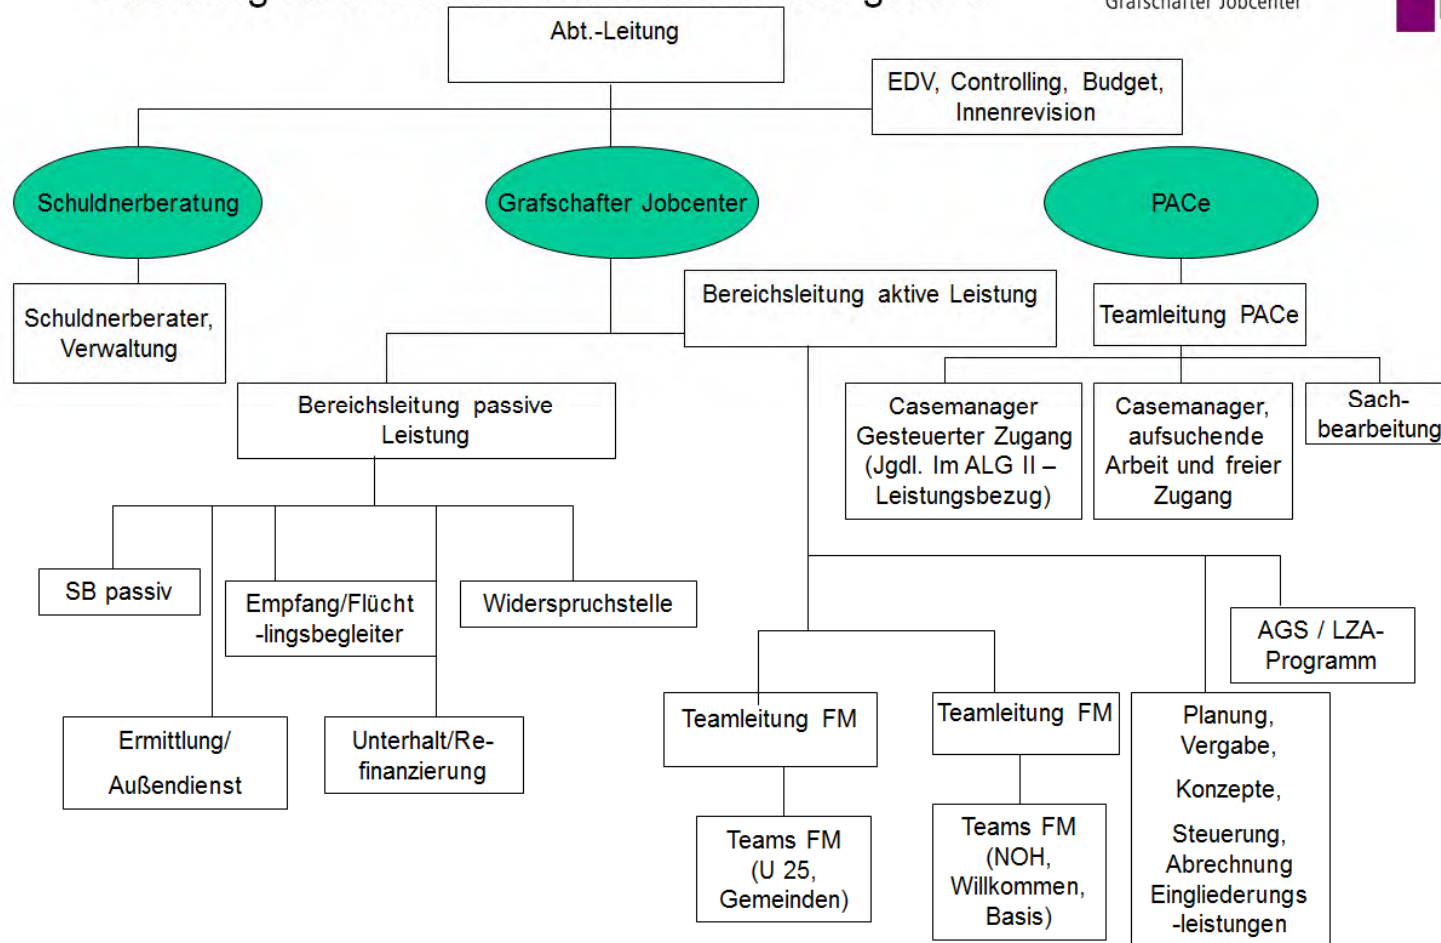 Grafschafter Jobcenter
Abt.-Leitung
EDV, Controlling, Budget,
Innenrevision
Schuldnerberatung
Grafschafter Jobcenter
PACe
Schuldnerberater,
Verwaltung
Bereichsleitung aktive Leistung
Teamleitung PACe
Bereichsleitung passive
Leistung
Casemanager
Gesteuerter Zugang
(Jgdl. Im ALG II –
Leistungsbezug)
Casemanager,
aufsuchende
Arbeit und freier
Zugang
Sach-
bearbeitung
SB passiv
Empfang/Flücht
-lingsbegleiter
Widerspruchstelle
AGS / LZA-
Programm
Ermittlung/
Außendienst
Unterhalt/Re-
finanzierung
Teamleitung FM
Teamleitung FM
Planung,
Vergabe,
Konzepte,
Steuerung,
Abrechnung
Eingliederungs
-leistungen
Teams FM
(U 25,
Gemeinden)
Teams FM
(NOH,
Willkommen,
Basis)